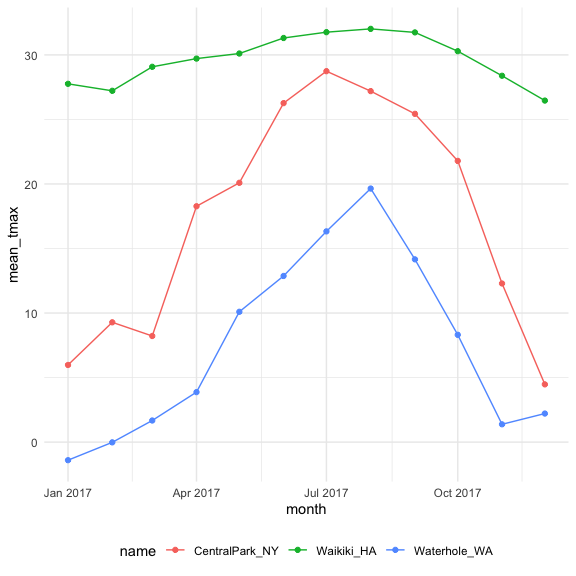 mean_tmax
30
20
10
0
Jan 2017 Apr 2017 Jul 2017 Oct 2017
month
name CentralPark_NY Waikiki_HA Waterhole_WA